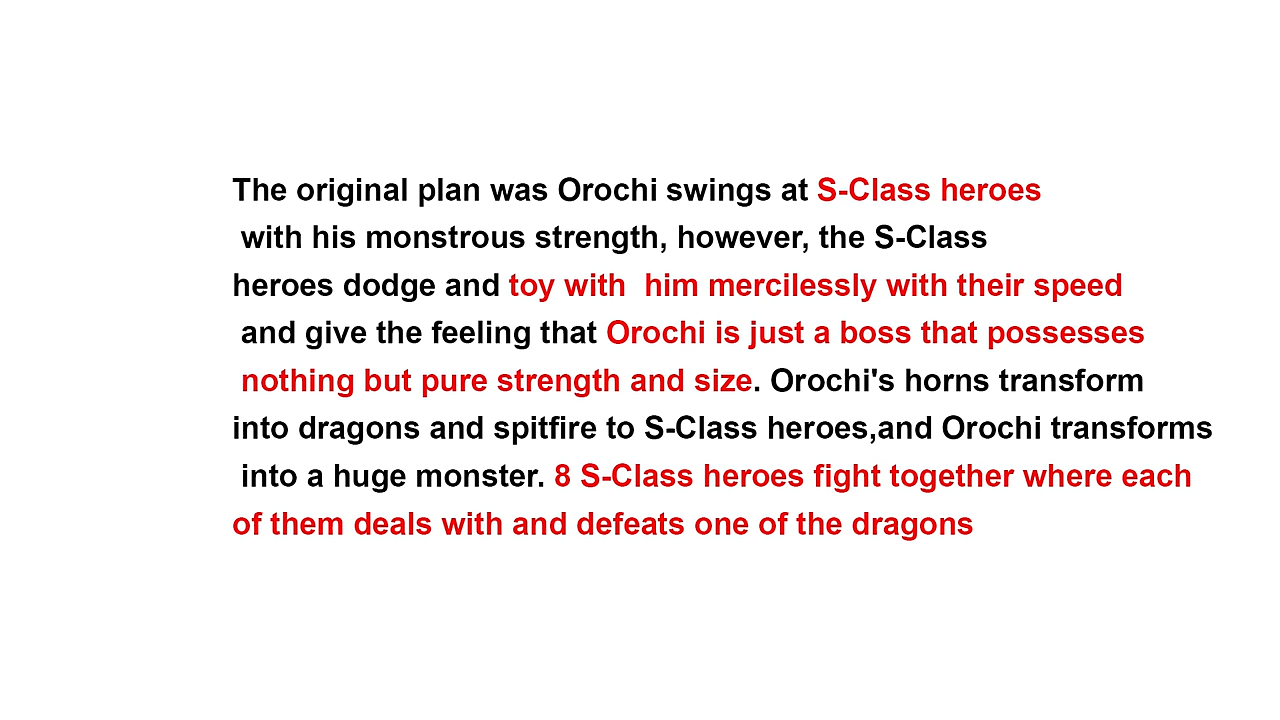 The original plan was Orochi swings at S-Class heroes
with his monstrous strength, however, the S-Class
heroes dodge and toy with  him mercilessly with their speed
and give the feeling that Orochi is just a boss that possesses
nothing but pure strength and size. Orochi's horns transform
into dragons and spitfire to S-Class heroes,and Orochi transforms
into a huge monster. 8 S-Class heroes fight together where each
of them deals with and defeats one of the dragons